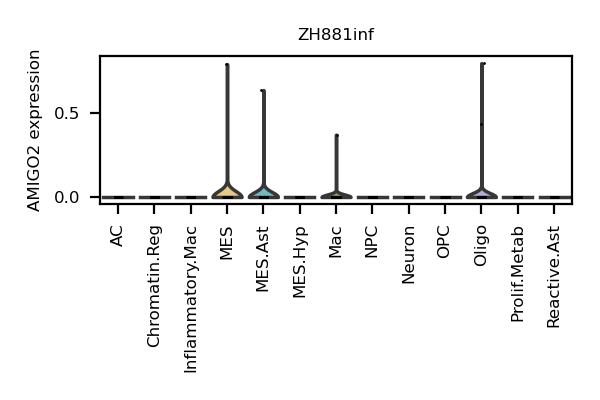 ZH881inf
AMIGO2 expression
0.5
0.0
AC
Chromatin.Reg
Inflammatory.Mac
MES
MES.Ast
MES.Hyp
Mac
NPC
Neuron
OPC
Oligo
Prolif.Metab
Reactive.Ast